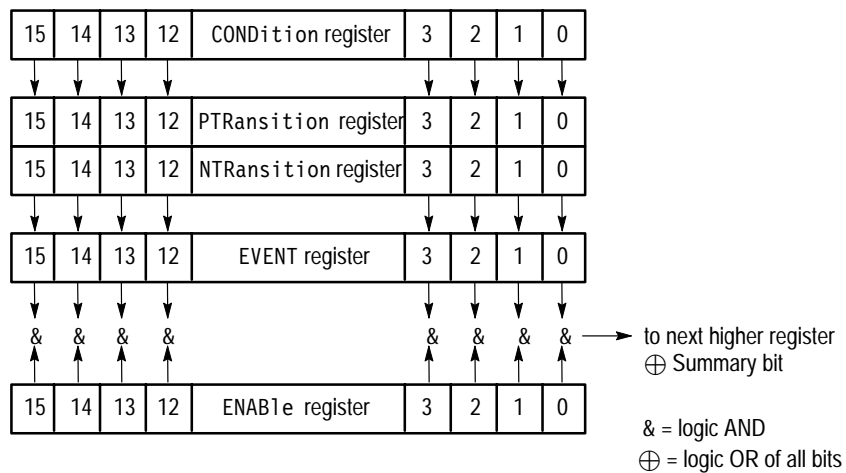 15 14 13 12 CONDition register 3 2 1 0
15 14 13 12 PTRansition register 3 2 1 0
15 14 13 12 NTRansition register 3 2 1 0
15 14 13 12 EVENT register 3 2 1 0
& & & & & & & & to next higher register
⊕ Summary bit
15 14 13 12 ENABle register 3 2 1 0
& = logic AND
⊕ = logic OR of all bits